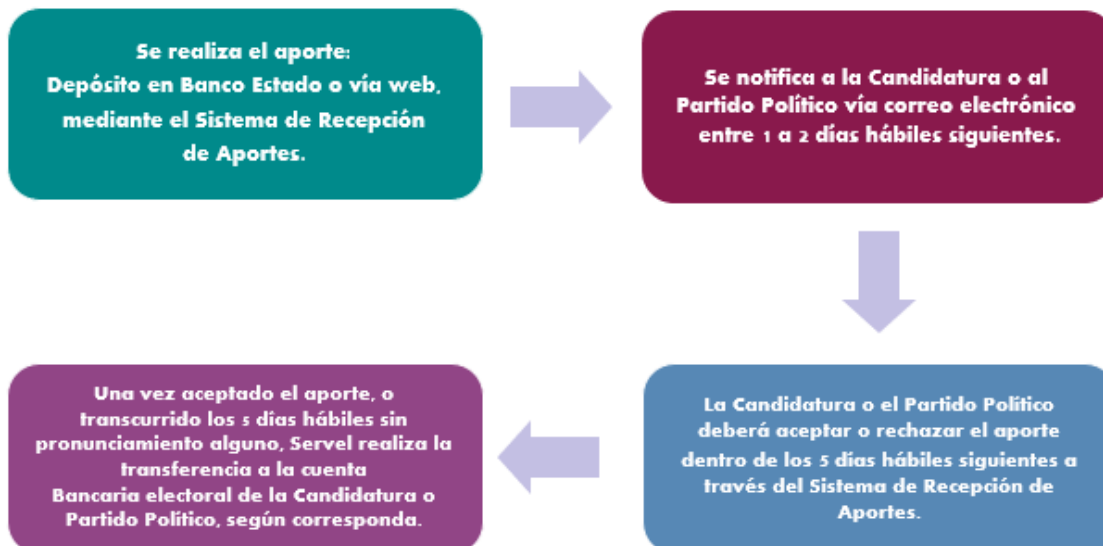 Se realiza el aporte:
Depósito en Banco Estado o vía web,
mediante el Sistema de Recepción
de Aportes.
Se notifica a la Candidatura o al
Partido Político vía correo electrónico
entre 1 a 2 días hábiles siguientes.
La Candidatura o el Partido Político
deberá aceptar o rechazar el aporte
dentro de los 5 días hábiles siguientes a
través del Sistema de Recepción de
Aportes.
Una vez aceptado el aporte, o
transcurrido los 5 días hábiles sin
pronunciamiento alguno, Servel realiza la
transferencia a la cuenta
Bancaria electoral de la Candidatura o
Partido Político, según corresponda.